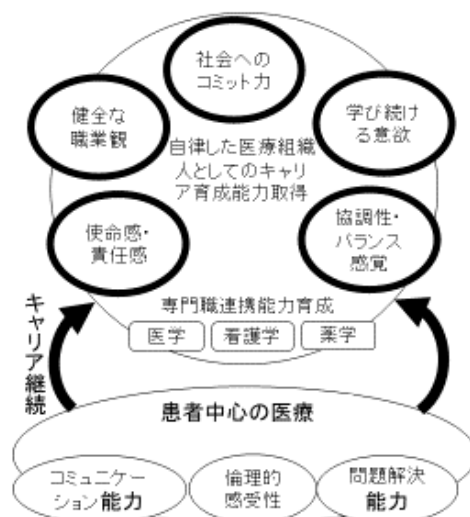 社会への
コミット力
健全な
職業観
学び続け
る意欲
自律した医療組織
人としてのキャリ
ア育成能力取得
使命感・
責任感
協調性・
バランス
感覚
専門職連携能力育成
医学
看護学
薬学
キャリア継続
患者中心の医療
コミュニケー
ション能力
倫理的
感受性
問題解決
能力